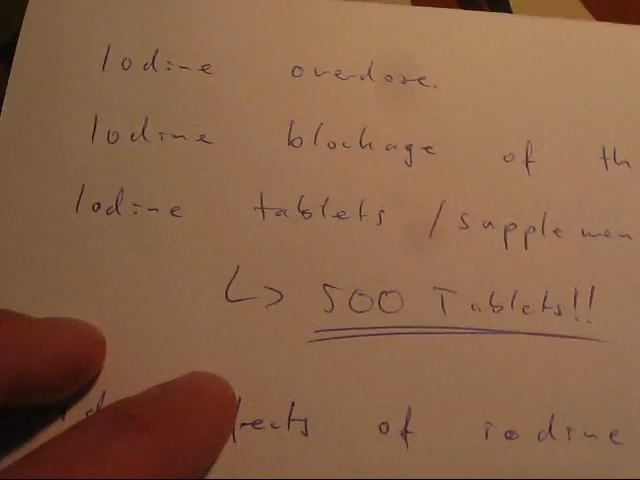 Iodine overdose.
Iodine blockage of th
Iodine tablets / Supplemen
↳ 500 Tablets!!
of iodine